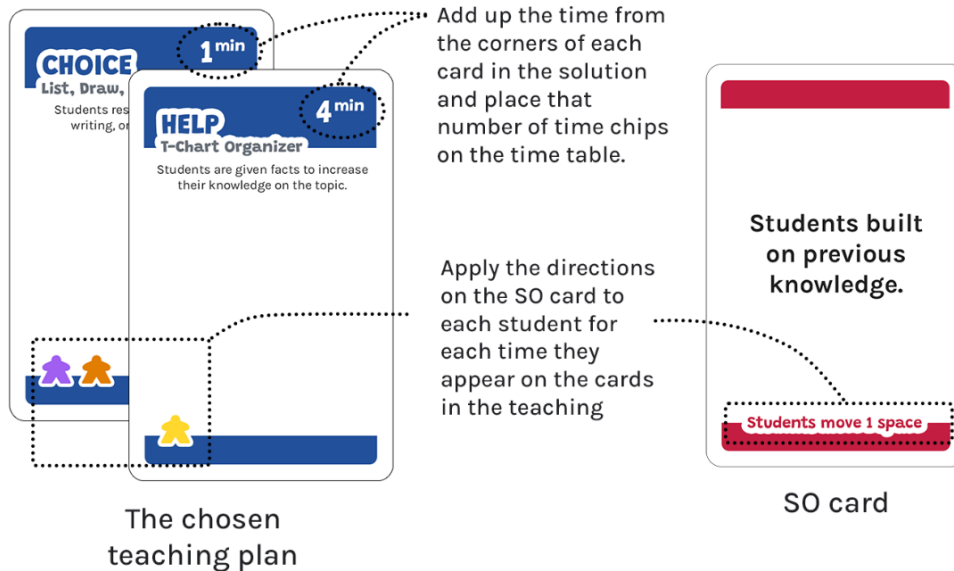 CHOICE
1 min
List, Draw,
Students res
writing, or
HELP
4 min
T-Chart Organizer
Students are given facts to increase
their knowledge on the topic.
The chosen
teaching plan
Add up the time from
the corners of each
card in the solution
and place that
number of time chips
on the time table.
Apply the directions
on the SO card to
each student for
each time they
appear on the cards
in the teaching
Students built
on previous
knowledge.
Students move 1 space
SO card